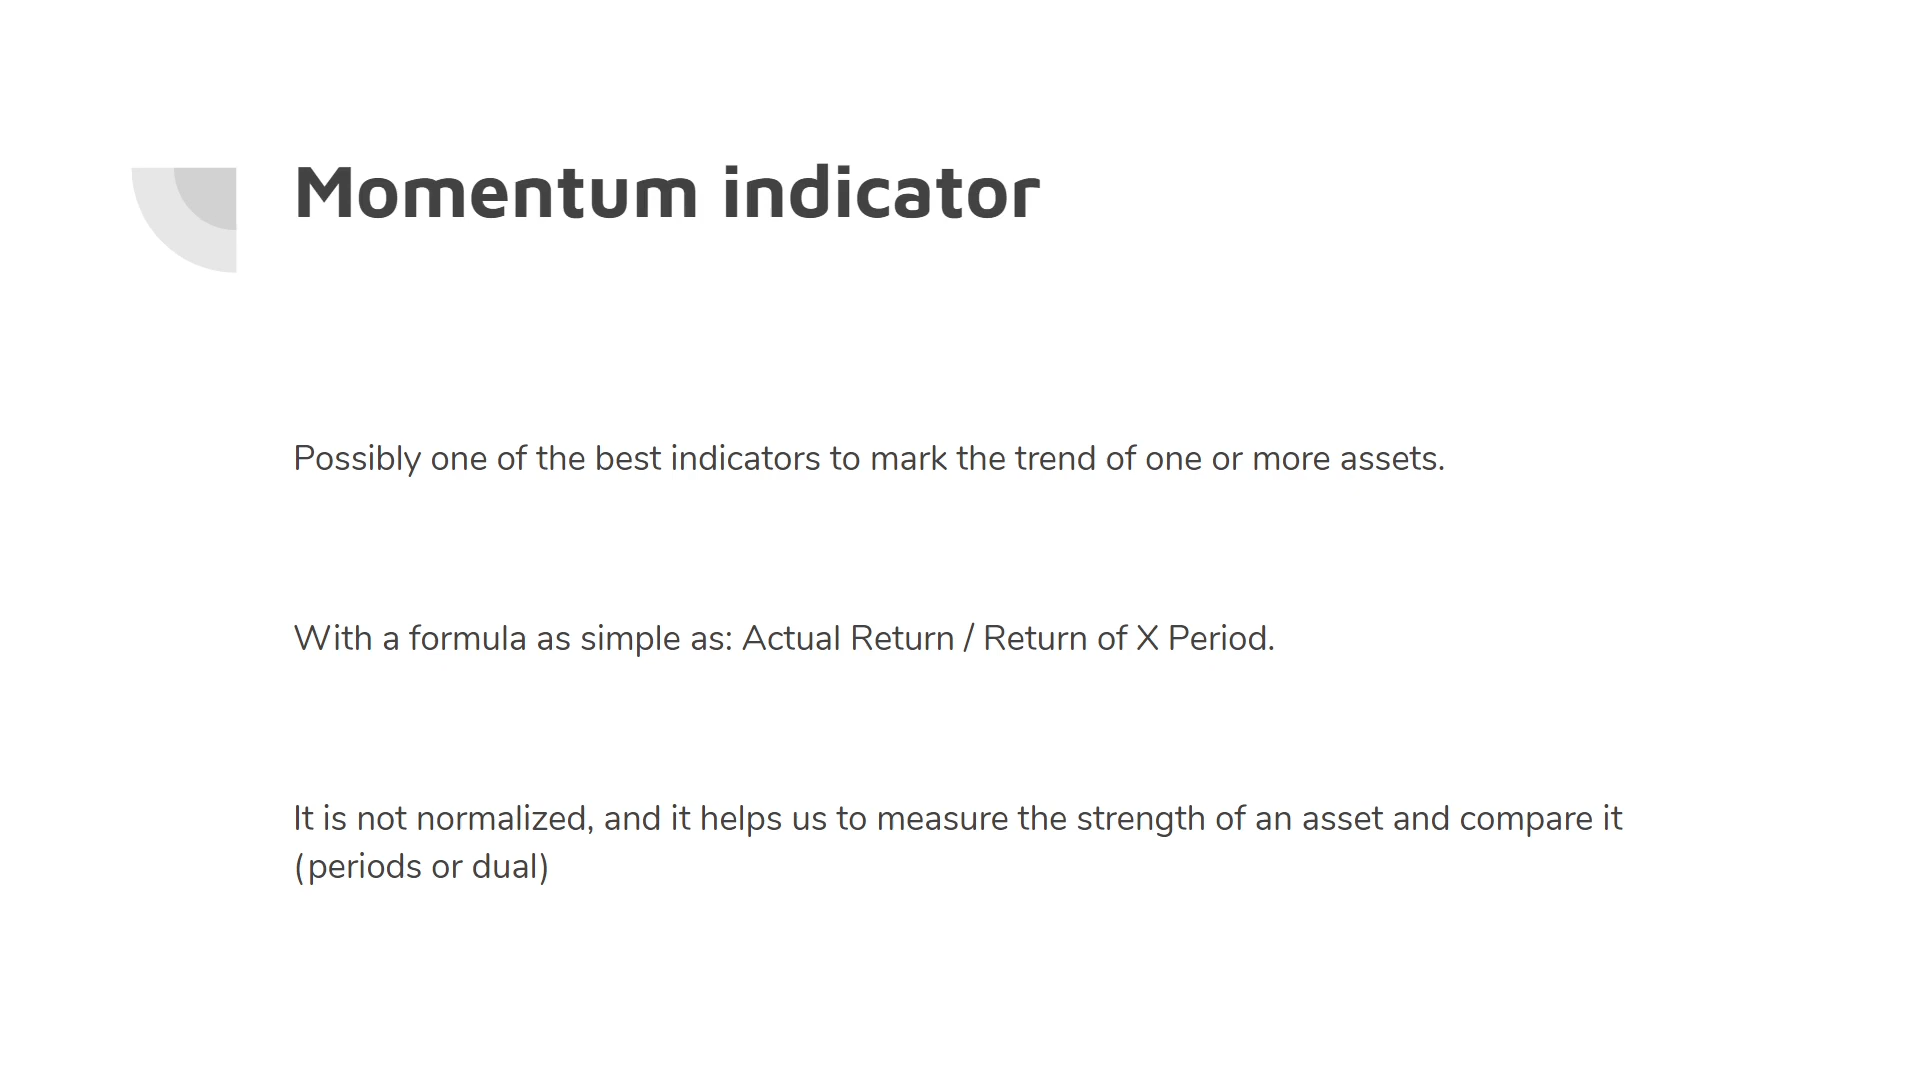 Momentum indicator
Possibly one of the best indicators to mark the trend of one or more assets.
With a formula as simple as: Actual Return / Return of X Period.
It is not normalized, and it helps us to measure the strength of an asset and compare it
(periods or dual)